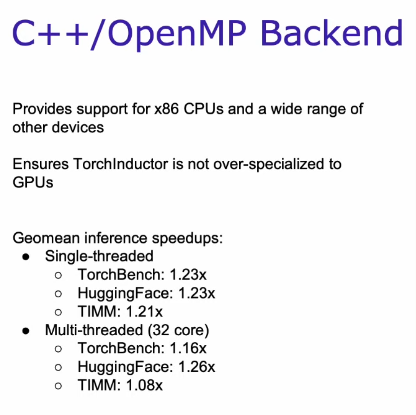 C++/OpenMP Backend
Provides support for x86 CPUs and a wide range of
other devices
Ensures TorchInductor is not over-specialized to
GPUs
Geomean inference speedups:
● Single-threaded
○ TorchBench: 1.23x
○ HuggingFace: 1.23x
○ TIMM: 1.21x
● Multi-threaded (32 core)
○ TorchBench: 1.16x
○ HuggingFace: 1.26x
○ TIMM: 1.08x